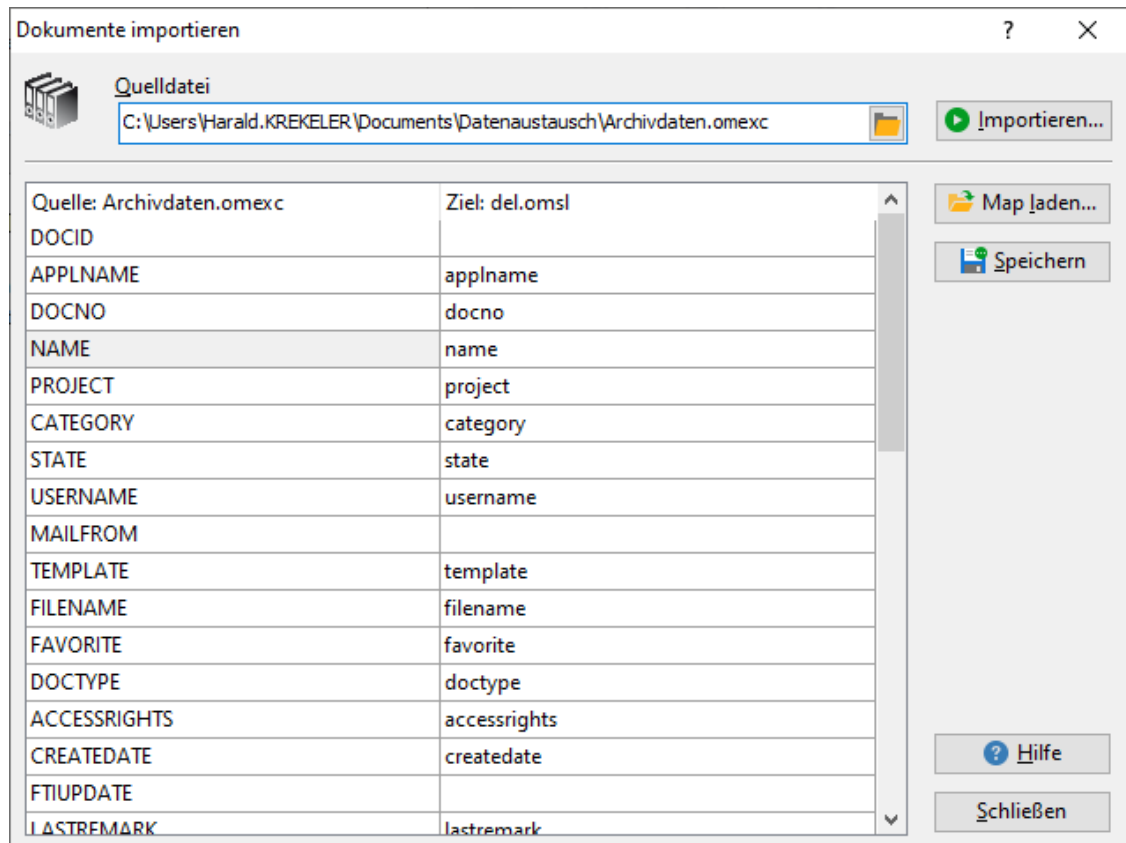 Dokumente importieren
Quelldatei
C:\Users\Harald.KREKELER\Documents\Datenaustausch\Archivdaten.omexc
Importieren...
Quelle: Archivdaten.omexc Ziel: del.omsl
Map laden...
DOCID
APPLNAME applname
Speichern
DOCNO docno
NAME name
PROJECT project
CATEGORY category
STATE state
USERNAME username
MAILFROM
TEMPLATE template
FILENAME filename
FAVORITE favorite
DOCTYPE doctype
ACCESSRIGHTS accessrights
CREATEDATE createdate
Hilfe
FTIUPDATE
LASTREMARK lastremark
Schließen